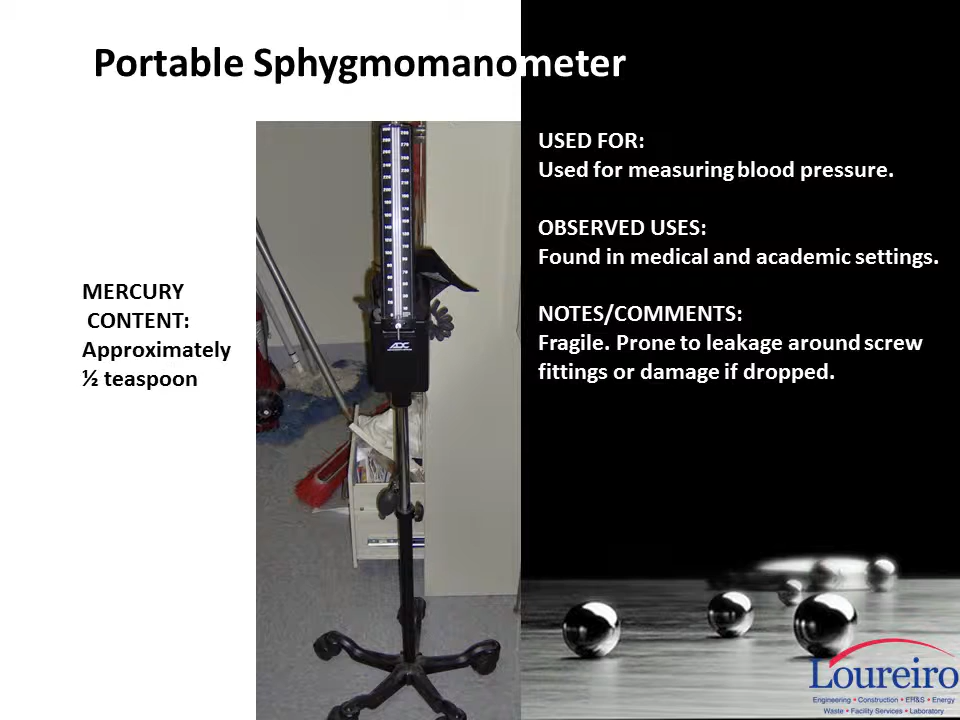 Portable Sphygmomanometer
USED FOR:
Used for measuring blood pressure.
OBSERVED USES:
Found in medical and academic settings.
MERCURY
CONTENT:
Approximately
½ teaspoon
NOTES/COMMENTS:
Fragile. Prone to leakage around screw
fittings or damage if dropped.
ADC
Loureiro
Engineering • Construction • EH&S • Energy
Waste • Facility Services • Laboratory